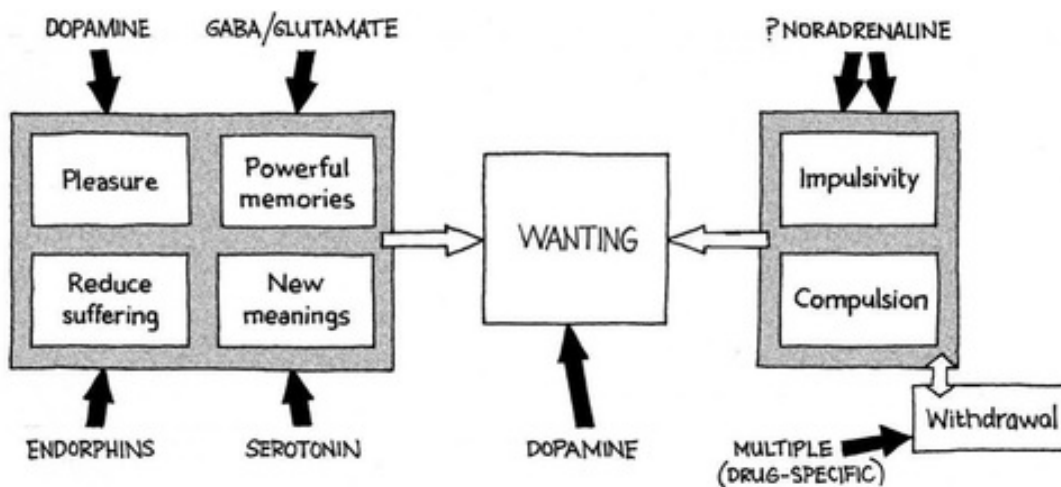 DOPAMINE
GABA/GLUTAMATE
? NORADRENALINE
Pleasure
Powerful
memories
Reduce
suffering
New
meanings
WANTING
Impulsivity
Compulsion
Withdrawal
ENDORPHINS
SEROTONIN
DOPAMINE
MULTIPLE
(DRUG-SPECIFIC)